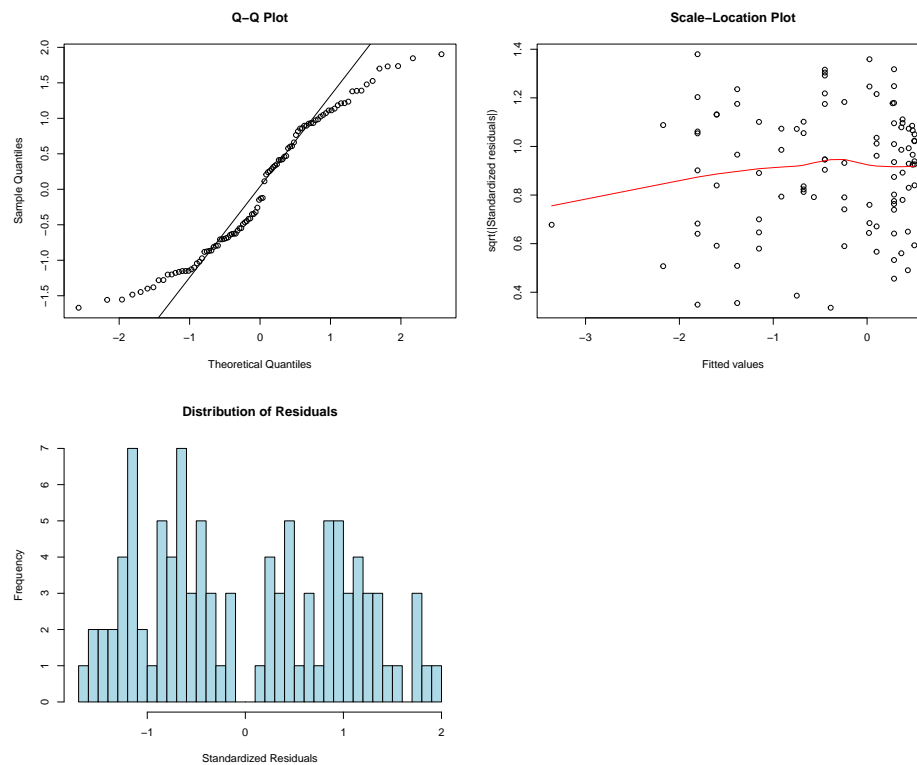 Q−Q Plot
Sample Quantiles
2.0
1.5
1.0
0.5
0.0
−0.5
−1.0
−1.5
−2 −1 0 1 2
Theoretical Quantiles
Scale−Location Plot
sqrt(|Standardized residuals|)
1.4
1.2
1.0
0.8
0.6
0.4
−3 −2 −1 0
Fitted values
Distribution of Residuals
Frequency
7
6
5
4
3
2
1
0
−1 0 1 2
Standardized Residuals